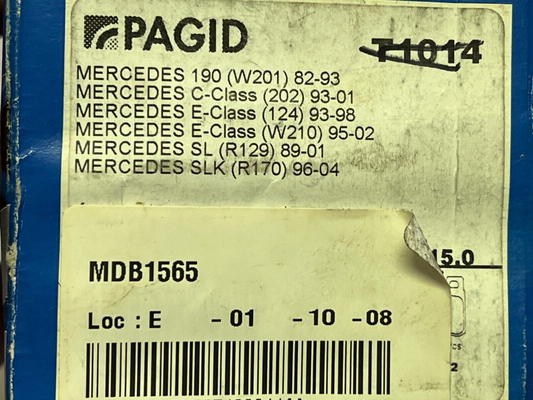 PAGID
T1014
MERCEDES 190 (W201) 82-93
MERCEDES C-Class (202) 93-01
MERCEDES E-Class (124) 93-98
MERCEDES E-Class (W210) 95-02
MERCEDES SL (R129) 89-01
MERCEDES SLK (R170) 96-04
15.0
MDB1565
Loc : E - 01 - 10 - 08
2